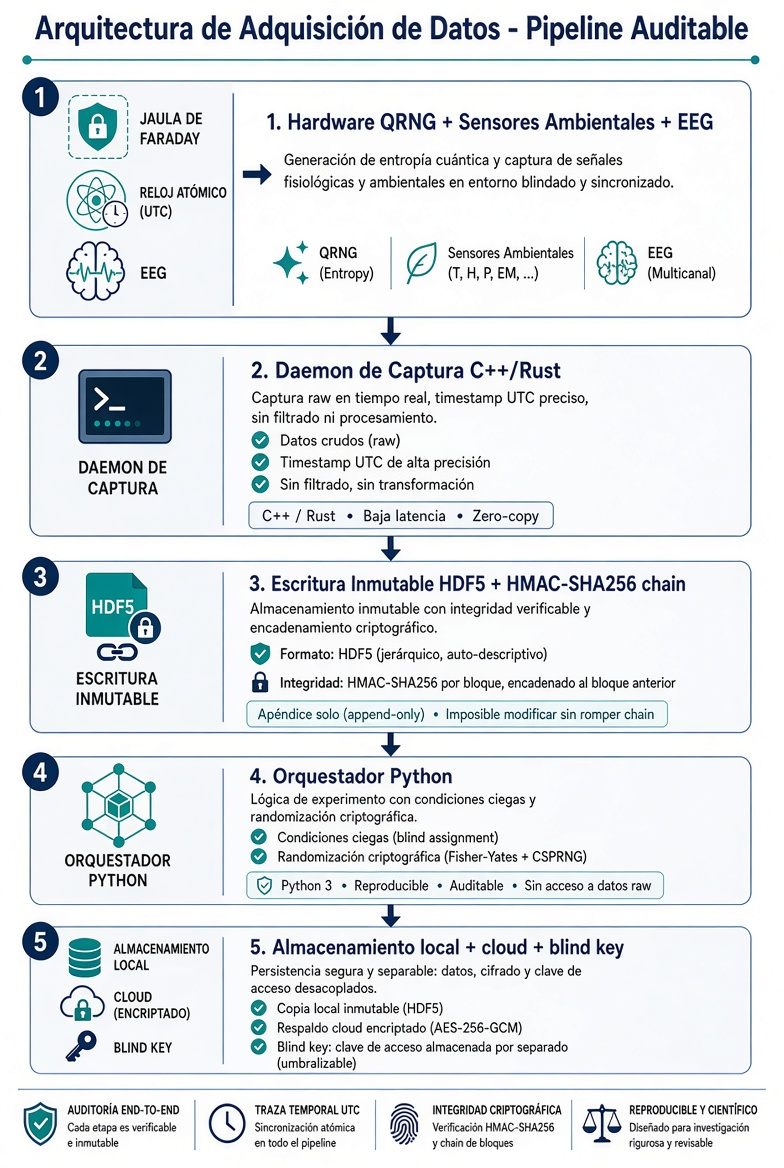 Arquitectura de Adquisición de Datos - Pipeline Auditable
1
JAULA DE
FARADAY
RELOJ ATÓMICO
(UTC)
EEG
1. Hardware QRNG + Sensores Ambientales + EEG
Generación de entropía cuántica y captura de señales
fisiológicas y ambientales en entorno blindado y sincronizado.
QRNG
(Entropy)
Sensores Ambientales
(T, H, P, EM, ...)
EEG
(Multicanal)
2
>_
DAEMON DE
CAPTURA
2. Daemon de Captura C++/Rust
Captura raw en tiempo real, timestamp UTC preciso,
sin filtrado ni procesamiento.
Datos crudos (raw)
Timestamp UTC de alta precisión
Sin filtrado, sin transformación
C++ / Rust • Baja latencia • Zero-copy
3
HDF5
ESCRITURA
INMUTABLE
3. Escritura Inmutable HDF5 + HMAC-SHA256 chain
Almacenamiento inmutable con integridad verificable y
encadenamiento criptográfico.
Formato: HDF5 (jerárquico, auto-descriptivo)
Integridad: HMAC-SHA256 por bloque, encadenado al bloque anterior
Apéndice solo (append-only) • Imposible modificar sin romper chain
4
ORQUESTADOR
PYTHON
4. Orquestador Python
Lógica de experimento con condiciones ciegas y
randomización criptográfica.
Condiciones ciegas (blind assignment)
Randomización criptográfica (Fisher-Yates + CSPRNG)
Python 3 • Reproducible • Auditable • Sin acceso a datos raw
5
ALMACENAMIENTO
LOCAL
CLOUD
(ENCRIPTADO)
BLIND KEY
5. Almacenamiento local + cloud + blind key
Persistencia segura y separable: datos, cifrado y clave de
acceso desacoplados.
Copia local inmutable (HDF5)
Respaldo cloud encriptado (AES-256-GCM)
Blind key: clave de acceso almacenada por separado
(umbralizable)
AUDITORÍA END-TO-END
Cada etapa es verificable
e inmutable
TRAZA TEMPORAL UTC
Sincronización atómica
en todo el pipeline
INTEGRIDAD CRIPTOGRÁFICA
Verificación HMAC-SHA256
y chain de bloques
REPRODUCIBLE Y CIENTÍFICO
Diseñado para investigación
rigurosa y revisable